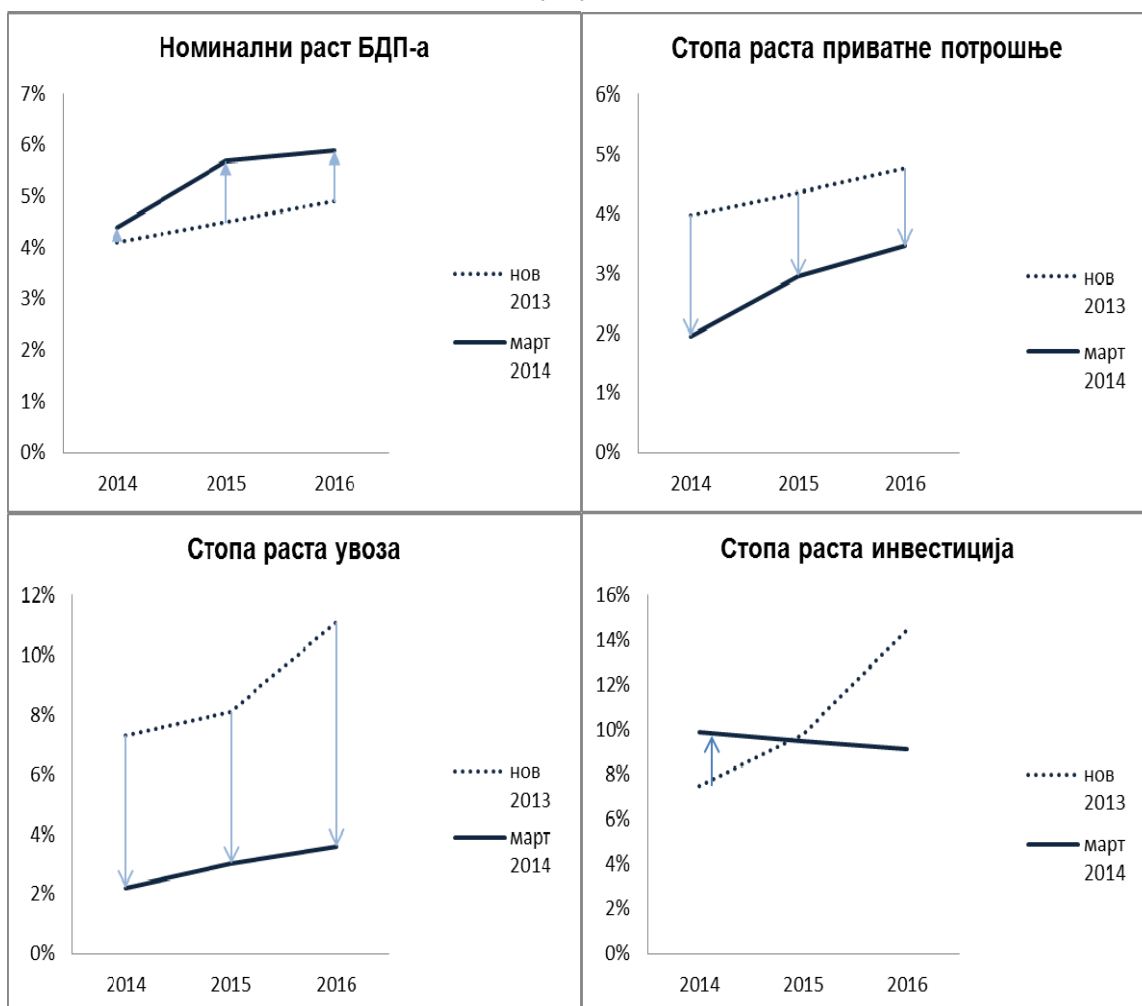 Номинални раст БДП-а
7%
6%
5%
4%
3%
2%
1%
0%
2014 2015 2016
нов
2013
март
2014
Стопа раста приватне потрошње
6%
5%
4%
3%
2%
1%
0%
2014 2015 2016
нов
2013
март
2014
Стопа раста увоза
12%
10%
8%
6%
4%
2%
0%
2014 2015 2016
нов
2013
март
2014
Стопа раста инвестиција
16%
14%
12%
10%
8%
6%
4%
2%
0%
2014 2015 2016
нов
2013
март
2014